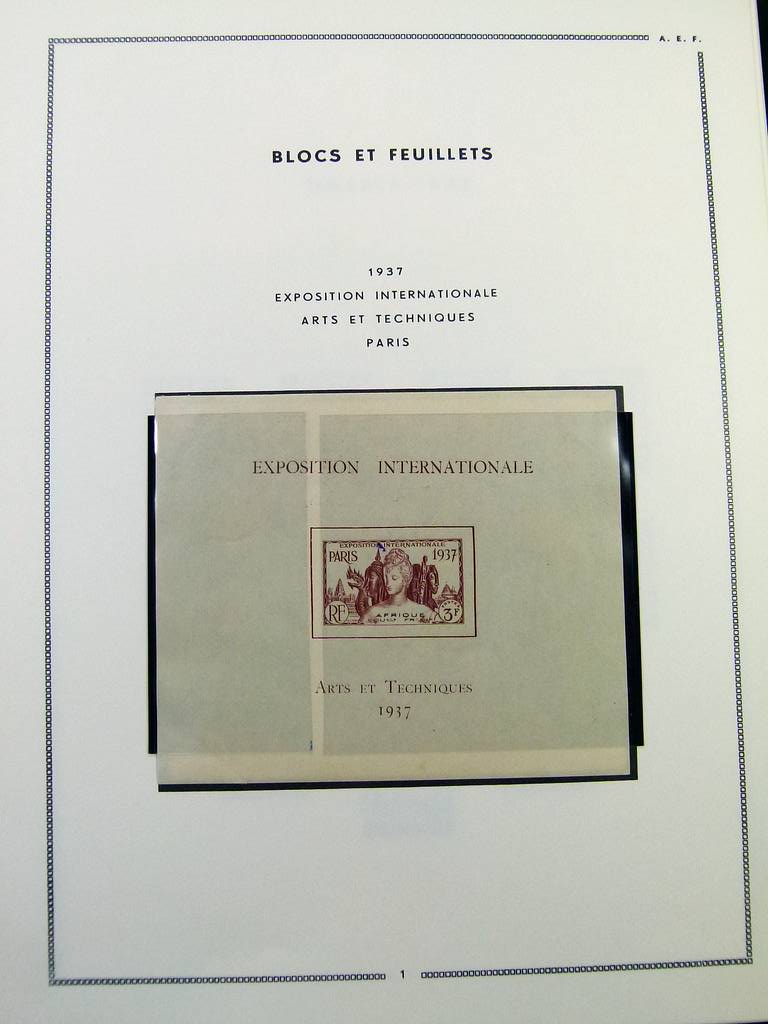 A. E. F.
BLOCS ET FEUILLETS
1937
EXPOSITION INTERNATIONALE
ARTS ET TECHNIQUES
PARIS
EXPOSITION INTERNATIONALE
EXPOSITION INTERNATIONALE
PARIS 1937
AFRIQUE
RF 3F
ARTS ET TECHNIQUES
1937
1